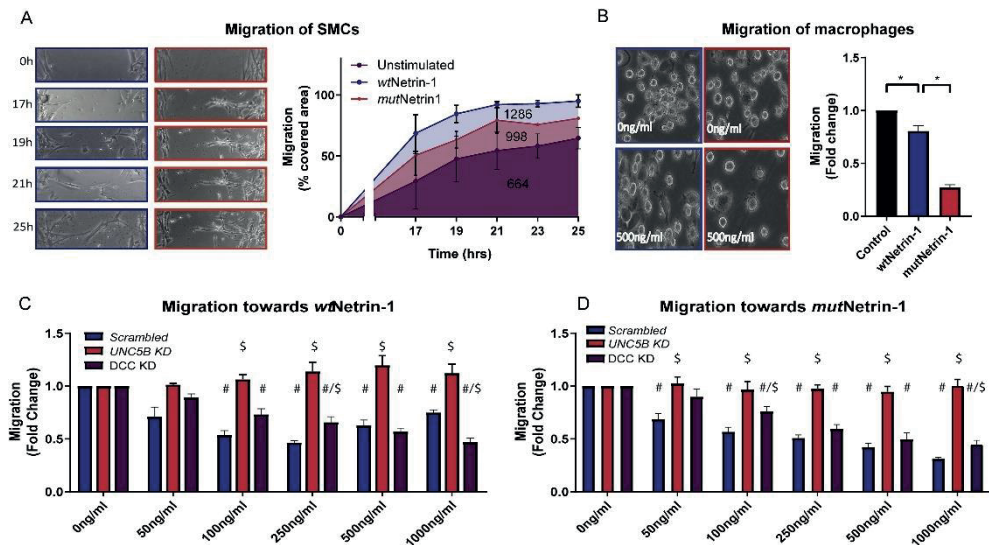 A
Migration of SMCs
0h
17h
19h
21h
25h
Unstimulated
wtNetrin-1
mutNetrin1
Migration
(% covered area)
100
50
0
1286
998
664
0 17 19 21 23 25
Time (hrs)
B
Migration of macrophages
0ng/ml
0ng/ml
500ng/ml
500ng/ml
Migration
(Fold change)
1.5
1.0
0.5
0.0
* *
Control
wtNetrin-1
mutNetrin-1
C
Migration towards wtNetrin-1
Scrambled
UNC5B KD
DCC KD
Migration
(Fold Change)
1.5
1.0
0.5
0.0
$ $ $ $
# # # #/$ # # # #/$
0ng/ml
50ng/ml
100ng/ml
250ng/ml
500ng/ml
1000ng/ml
D
Migration towards mutNetrin-1
Scrambled
UNC5B KD
DCC KD
Migration
(Fold Change)
1.5
1.0
0.5
0.0
$ $ $ $ $
# # #/$ # # # # # #/$
0ng/ml
50ng/ml
100ng/ml
250ng/ml
500ng/ml
1000ng/ml